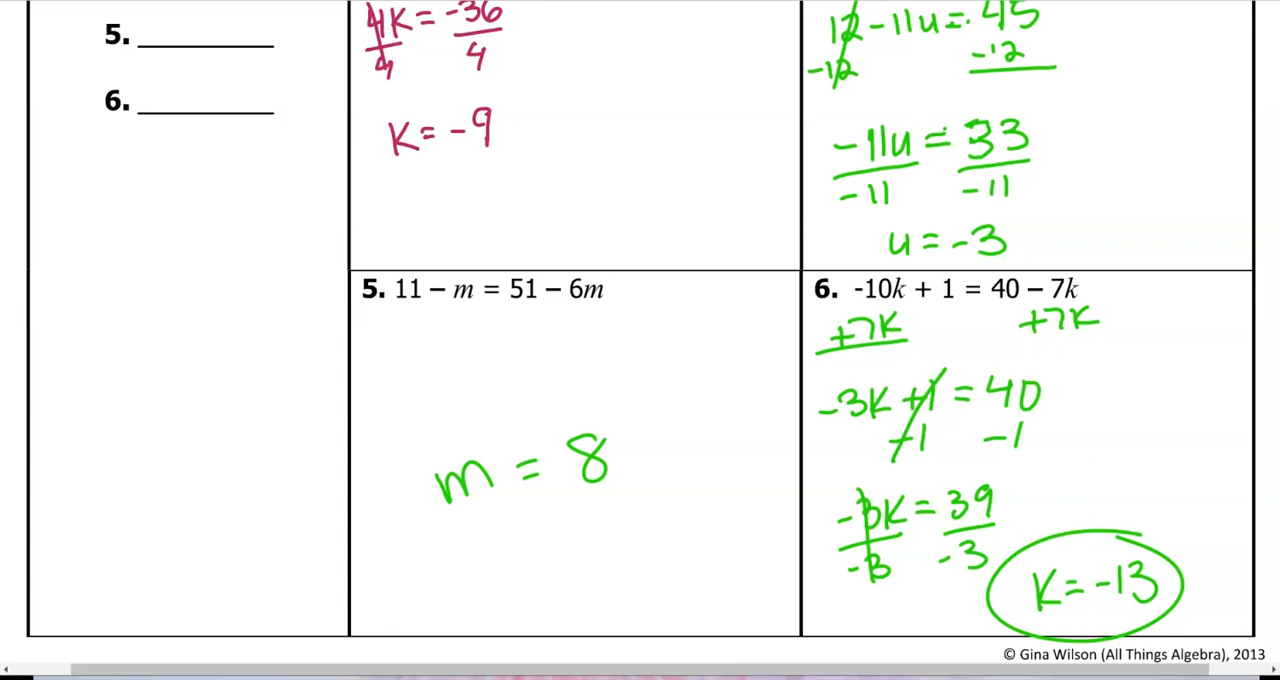 5. ____________
6. ____________
4K = -36
4 4
K = -9
12 - 11u = 45
-12 -12
-11u = 33
-11 -11
u = -3
5. 11 − m = 51 − 6m
m = 8
6. -10k + 1 = 40 − 7k
+7K +7K
-3K +1 = 40
-1 -1
-3K = 39
-3 -3
K = -13
© Gina Wilson (All Things Algebra), 2013